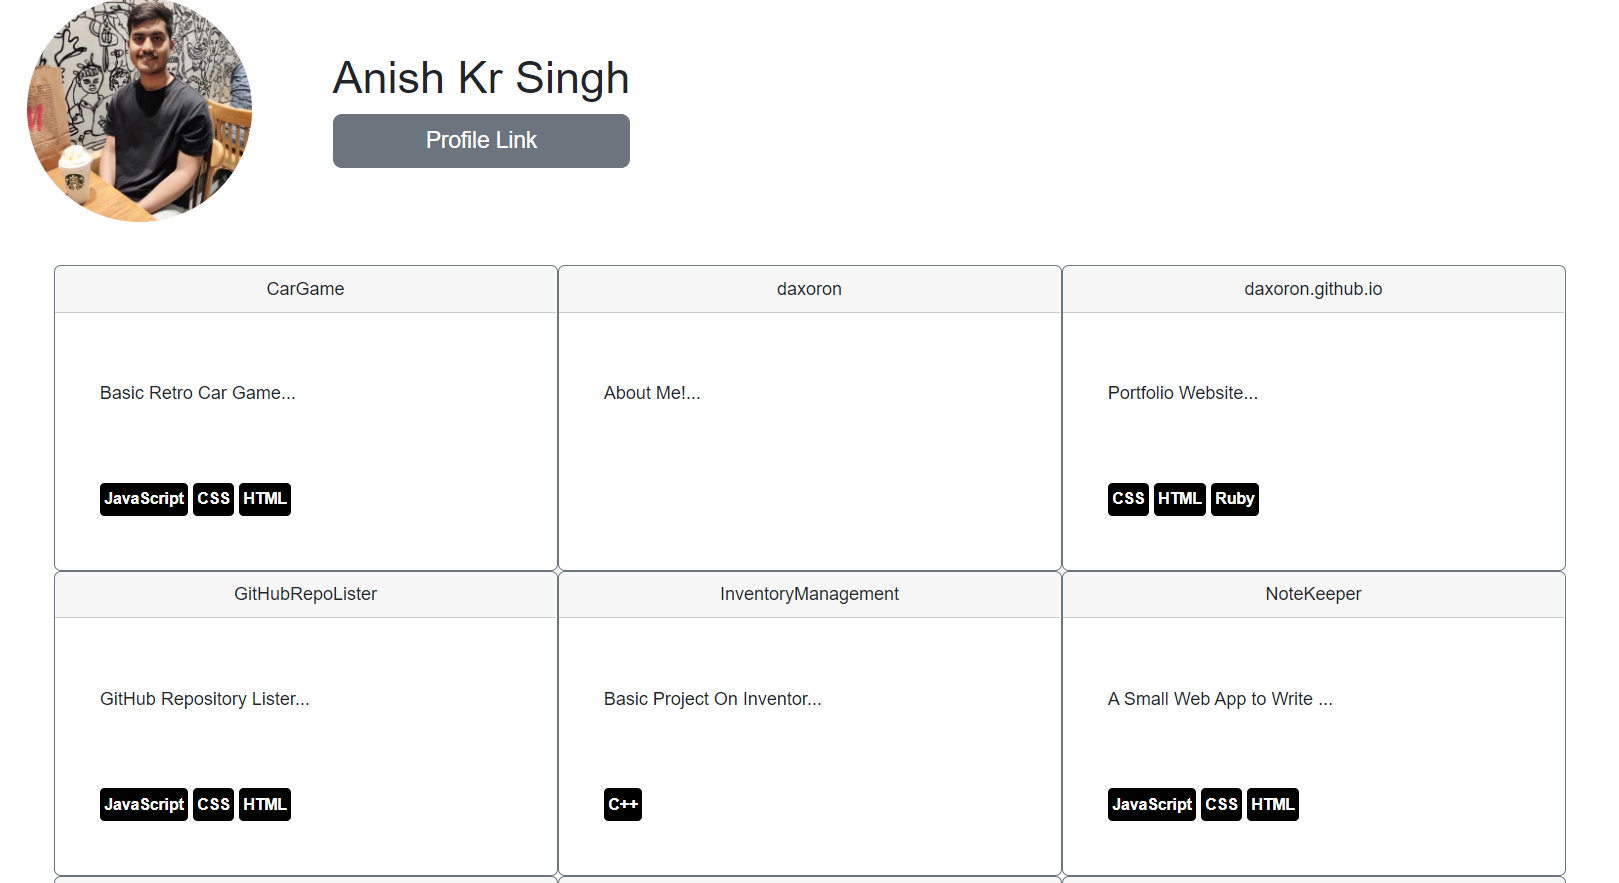 Anish Kr Singh
Profile Link
CarGame
daxoron
daxoron.github.io
Basic Retro Car Game...
About Me!...
Portfolio Website...
JavaScript CSS HTML
CSS HTML Ruby
GitHubRepoLister
InventoryManagement
NoteKeeper
GitHub Repository Lister...
Basic Project On Inventor...
A Small Web App to Write ...
JavaScript CSS HTML
C++
JavaScript CSS HTML